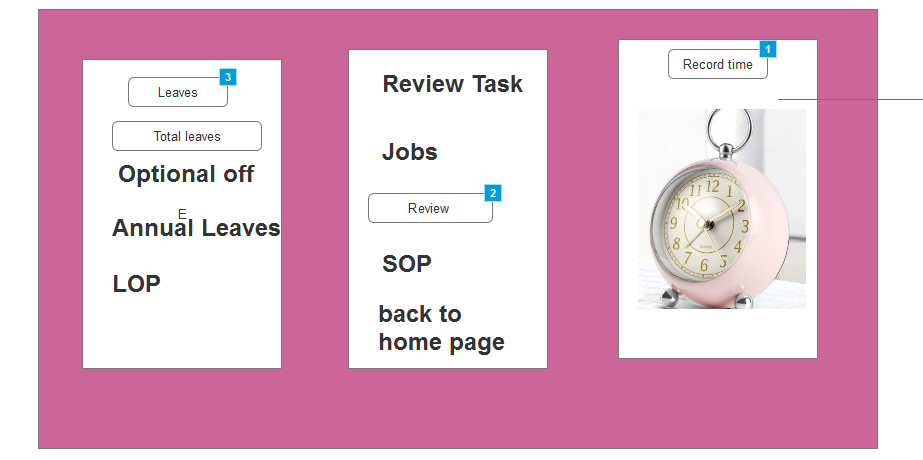 3
Leaves
Total leaves
Optional off
E
Annual Leaves
LOP
Review Task
Jobs
2
Review
SOP
back to
home page
1
Record time
11 12 1
10 2
9 3
8 4
7 6 5